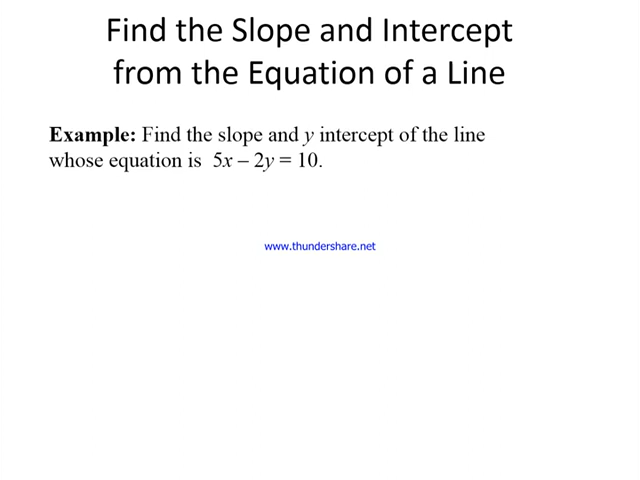 Find the Slope and Intercept
from the Equation of a Line
Example: Find the slope and y intercept of the line
whose equation is  5x – 2y = 10.
www.thundershare.net